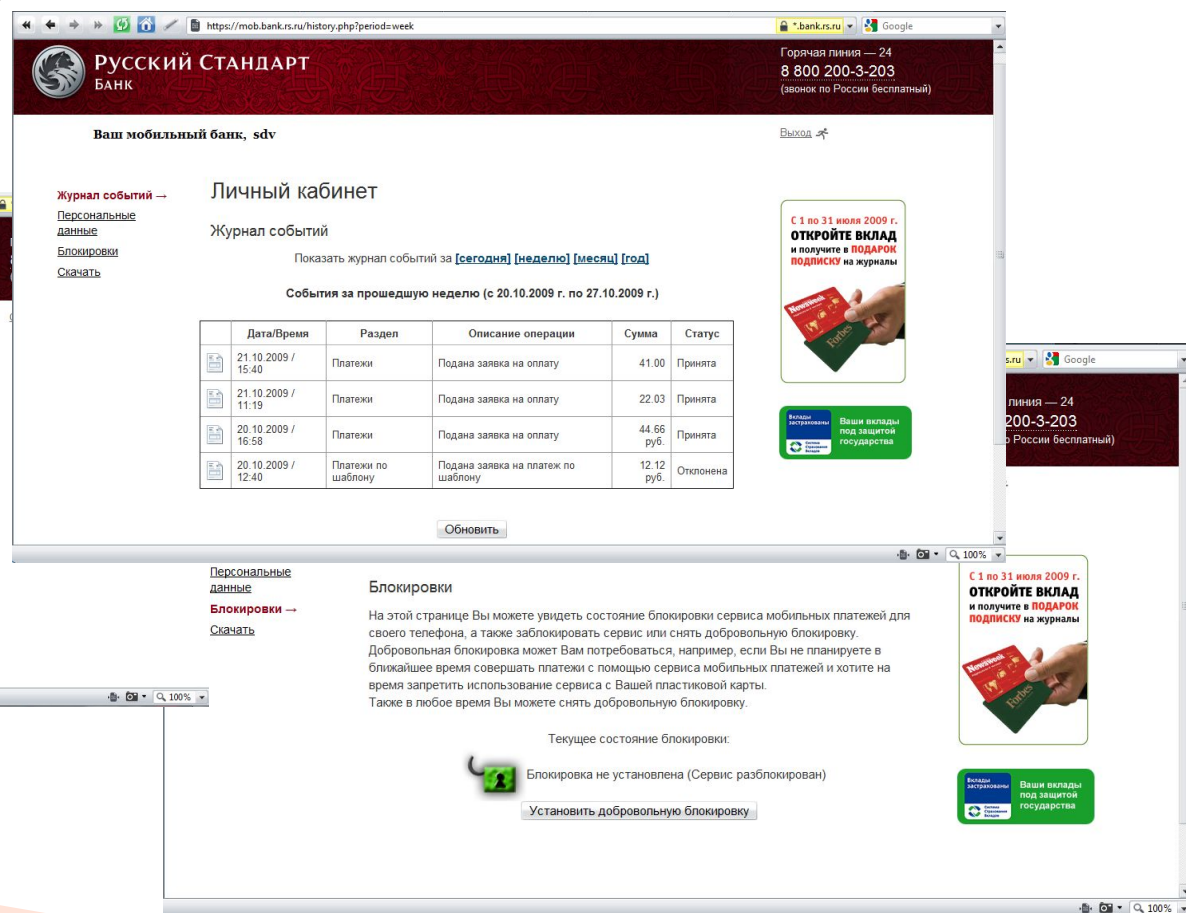 https://mob.bank.rs.ru/history.php?period=week
*.bank.rs.ru
Google
Русский Стандарт
Банк
Горячая линия — 24
8 800 200-3-203
(звонок по России бесплатный)
Ваш мобильный банк, sdv
Выход
Журнал событий →
Персональные
данные
Блокировки
Скачать
Личный кабинет
Журнал событий
Показать журнал событий за [сегодня] [неделю] [месяц] [год]
События за прошедшую неделю (с 20.10.2009 г. по 27.10.2009 г.)
Дата/Время Раздел Описание операции Сумма Статус
21.10.2009 /
15:40
Платежи
Подана заявка на оплату
41.00
Принята
21.10.2009 /
11:19
Платежи
Подана заявка на оплату
22.03
Принята
20.10.2009 /
16:58
Платежи
Подана заявка на оплату
44.66
руб.
Принята
20.10.2009 /
12:40
Платежи по
шаблону
Подана заявка на платеж по
шаблону
12.12
руб.
Отклонена
Обновить
С 1 по 31 июля 2009 г.
ОТКРОЙТЕ ВКЛАД
и получите в ПОДАРОК
ПОДПИСКУ на журналы
Newsweek
Forbes
Вклады
застрахованы
Система
Страхования
Вкладов
Ваши вклады
под защитой
государства
100%
s.ru
Google
линия — 24
200-3-203
России бесплатный)
Персональные
данные
Блокировки →
Скачать
Блокировки
На этой странице Вы можете увидеть состояние блокировки сервиса мобильных платежей для
своего телефона, а также заблокировать сервис или снять добровольную блокировку.
Добровольная блокировка может Вам потребоваться, например, если Вы не планируете в
ближайшее время совершать платежи с помощью сервиса мобильных платежей и хотите на
время запретить использование сервиса с Вашей пластиковой карты.
Также в любое время Вы можете снять добровольную блокировку.
Текущее состояние блокировки:
Блокировка не установлена (Сервис разблокирован)
Установить добровольную блокировку
С 1 по 31 июля 2009 г.
ОТКРОЙТЕ ВКЛАД
и получите в ПОДАРОК
ПОДПИСКУ на журналы
Newsweek
Forbes
Вклады
застрахованы
Система
Страхования
Вкладов
Ваши вклады
под защитой
государства
100%
100%